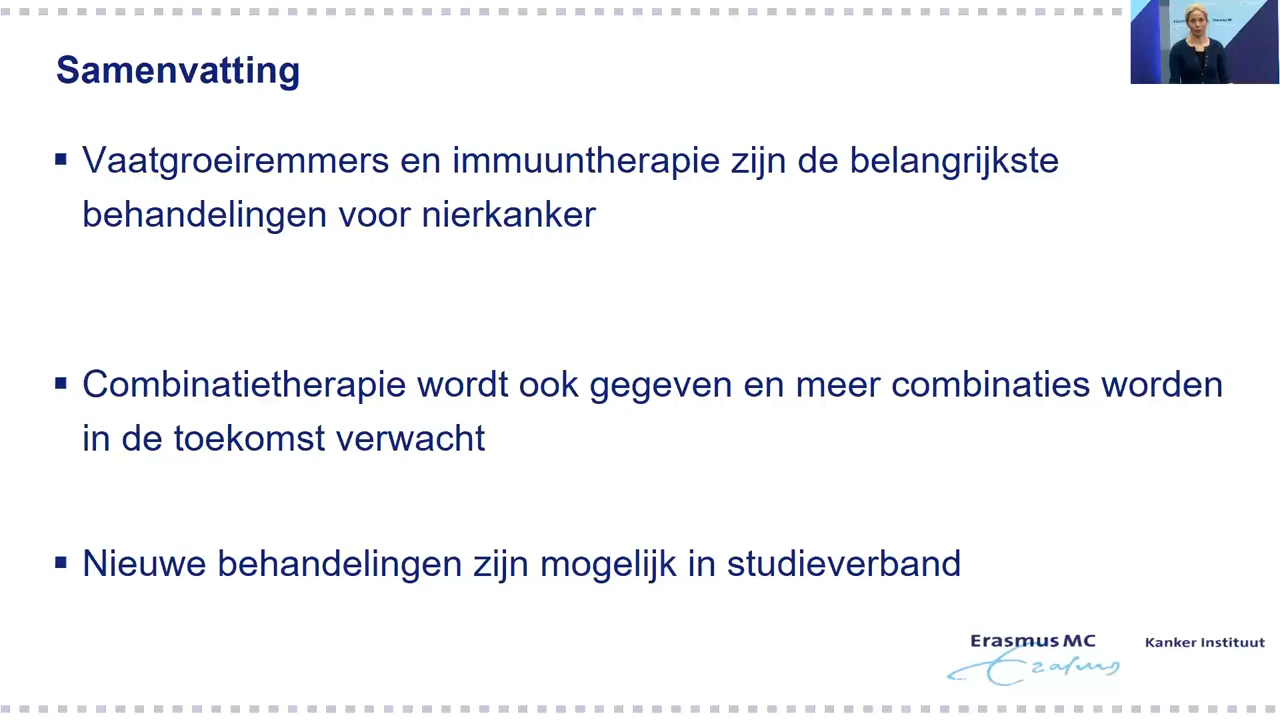 Samenvatting
▪ Vaatgroeiremmers en immuuntherapie zijn de belangrijkste
behandelingen voor nierkanker
▪ Combinatietherapie wordt ook gegeven en meer combinaties worden
in de toekomst verwacht
▪ Nieuwe behandelingen zijn mogelijk in studieverband
Erasmus MC
Erasmus
Kanker Instituut